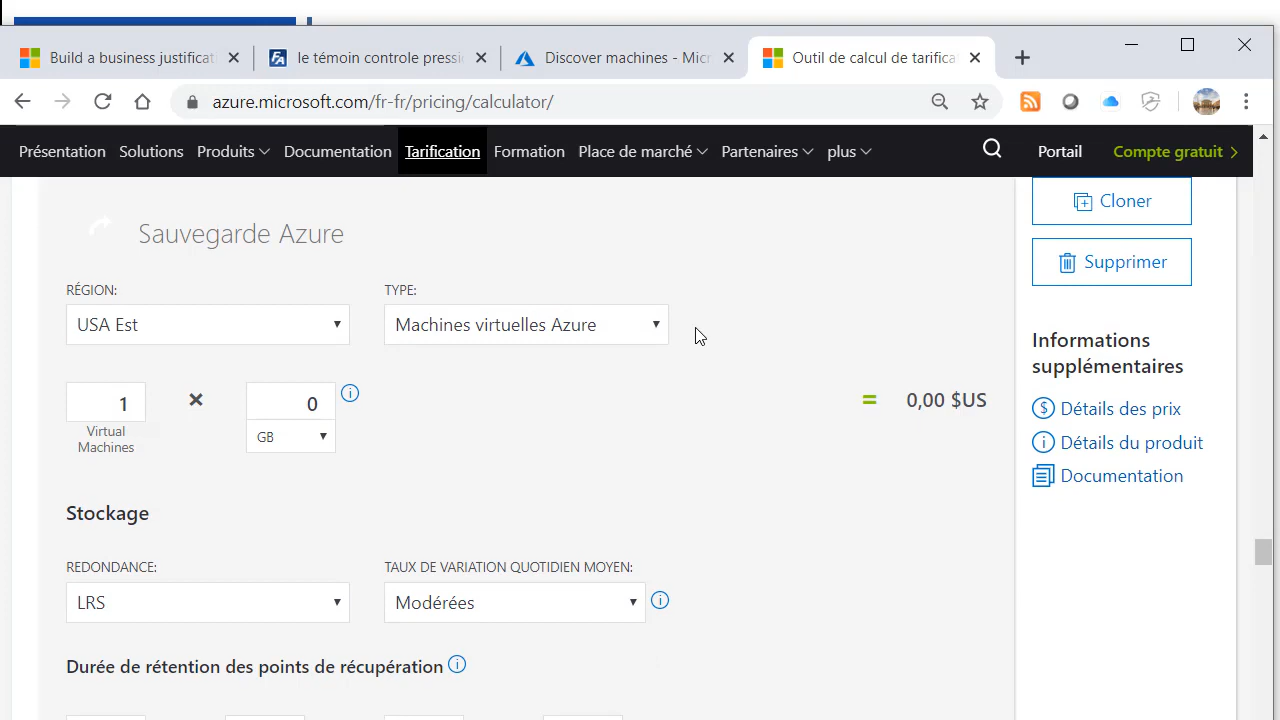 Build a business justificat
le témoin controle pressi
Discover machines - Micr
Outil de calcul de tarifica
azure.microsoft.com/fr-fr/pricing/calculator/
Présentation Solutions Produits Documentation Tarification Formation Place de marché Partenaires plus Portail Compte gratuit
Cloner
Supprimer
Sauvegarde Azure
RÉGION: TYPE:
USA Est Machines virtuelles Azure
1 × 0 = 0,00 $US
Virtual
Machines
GB
Informations
supplémentaires
Détails des prix
Détails du produit
Documentation
Stockage
REDONDANCE: TAUX DE VARIATION QUOTIDIEN MOYEN:
LRS Modérées
Durée de rétention des points de récupération